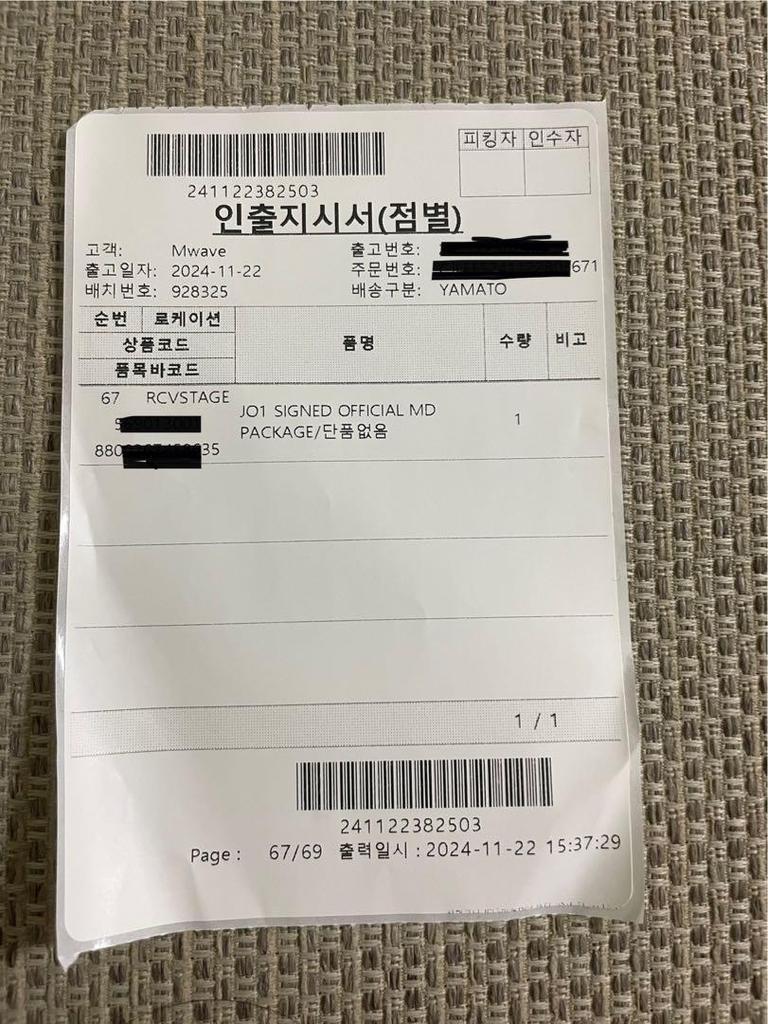 피킹자 인수자
241122382503
인출지시서(점별)
고객: Mwave 출고번호:
출고일자: 2024-11-22 주문번호: 671
배치번호: 928325 배송구분: YAMATO
순번 로케이션
상품코드 품명 수량 비고
품목바코드
67 RCVSTAGE
JO1 SIGNED OFFICIAL MD 1
PACKAGE/단품없음
880 35
1 / 1
241122382503
Page : 67/69 출력일시 : 2024-11-22 15:37:29